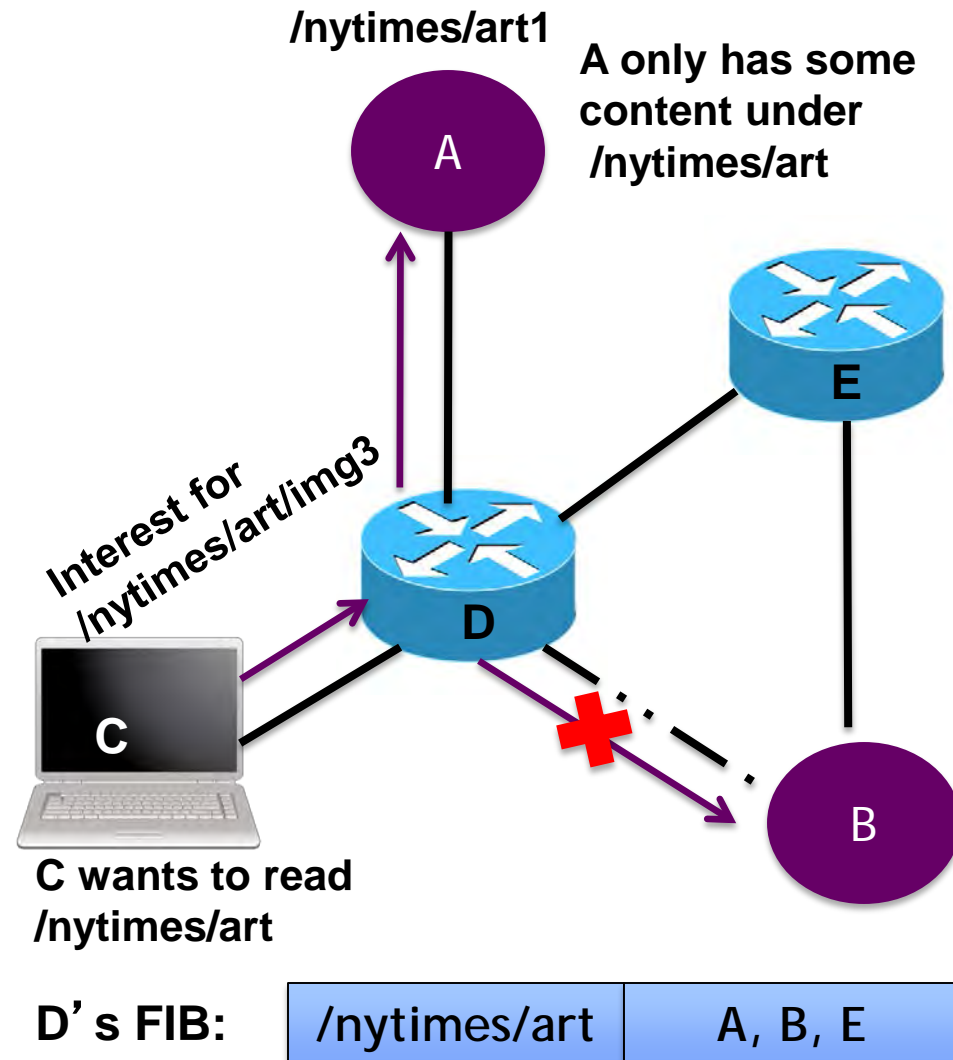 /nytimes/art1
A only has some
content under
/nytimes/art
A
E
Interest for
/nytimes/art/img3
D
C
B
C wants to read
/nytimes/art
D's FIB:
/nytimes/art
A, B, E